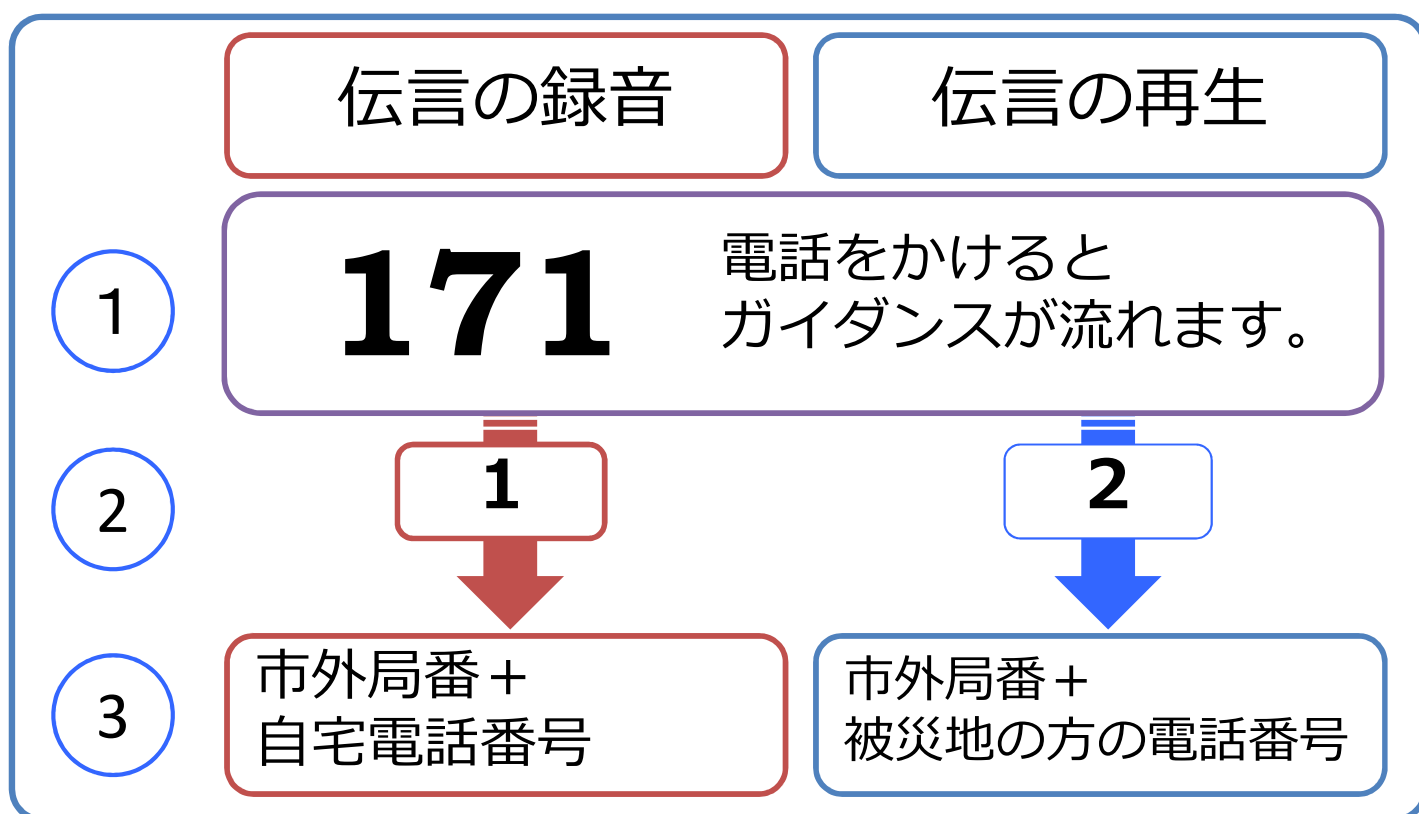 伝言の録音
伝言の再生
1
171
電話をかけると
ガイダンスが流れます。
2
1
2
3
市外局番＋
自宅電話番号
市外局番＋
被災地の方の電話番号